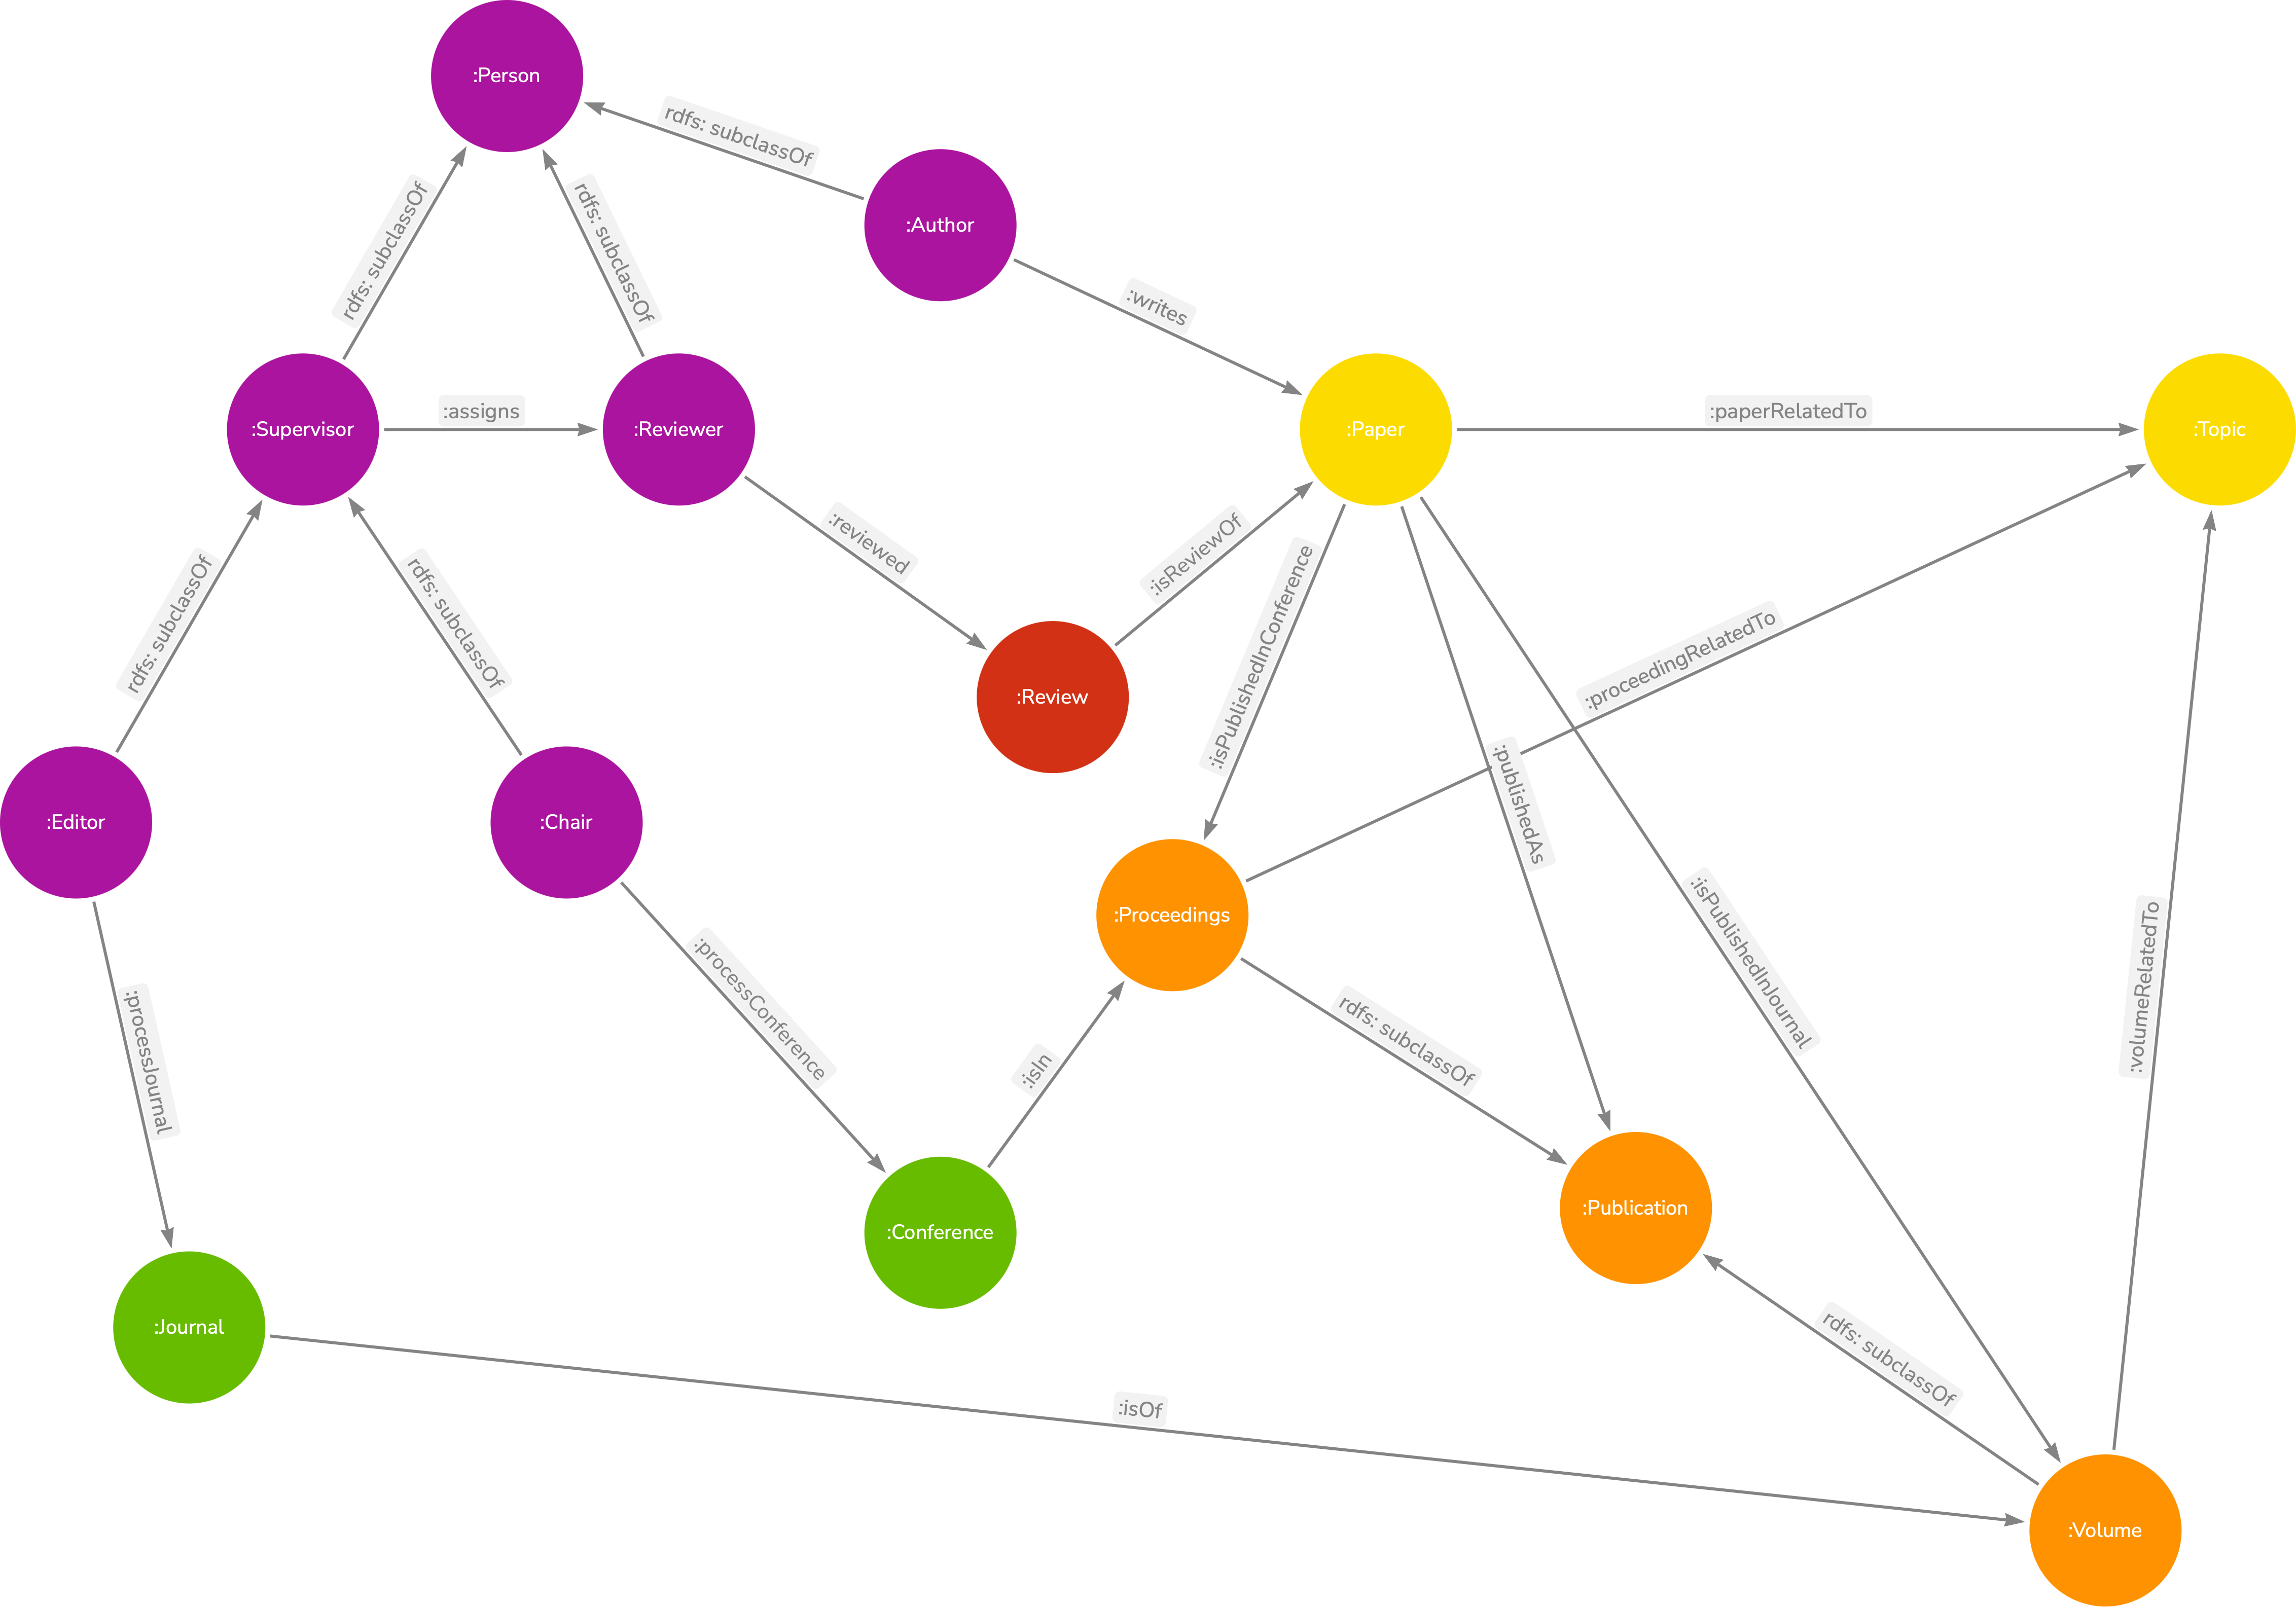 :Person
rdfs: subclassOf
:Author
rdfs: subclassOf
rdfs: subclassOf
:writes
:Supervisor
:assigns
:Reviewer
:Paper
:paperRelatedTo
:Topic
:reviewed
:isReviewOf
rdfs: subclassOf
rdfs: subclassOf
:isPublishedInConference
:Review
:proceedingRelatedTo
:publishedAs
:Editor
:Chair
:Proceedings
:isPublishedInJournal
:volumeRelatedTo
:processJournal
:processConference
:isIn
rdfs: subclassOf
:Publication
:Conference
:Journal
rdfs: subclassOf
:isOf
:Volume